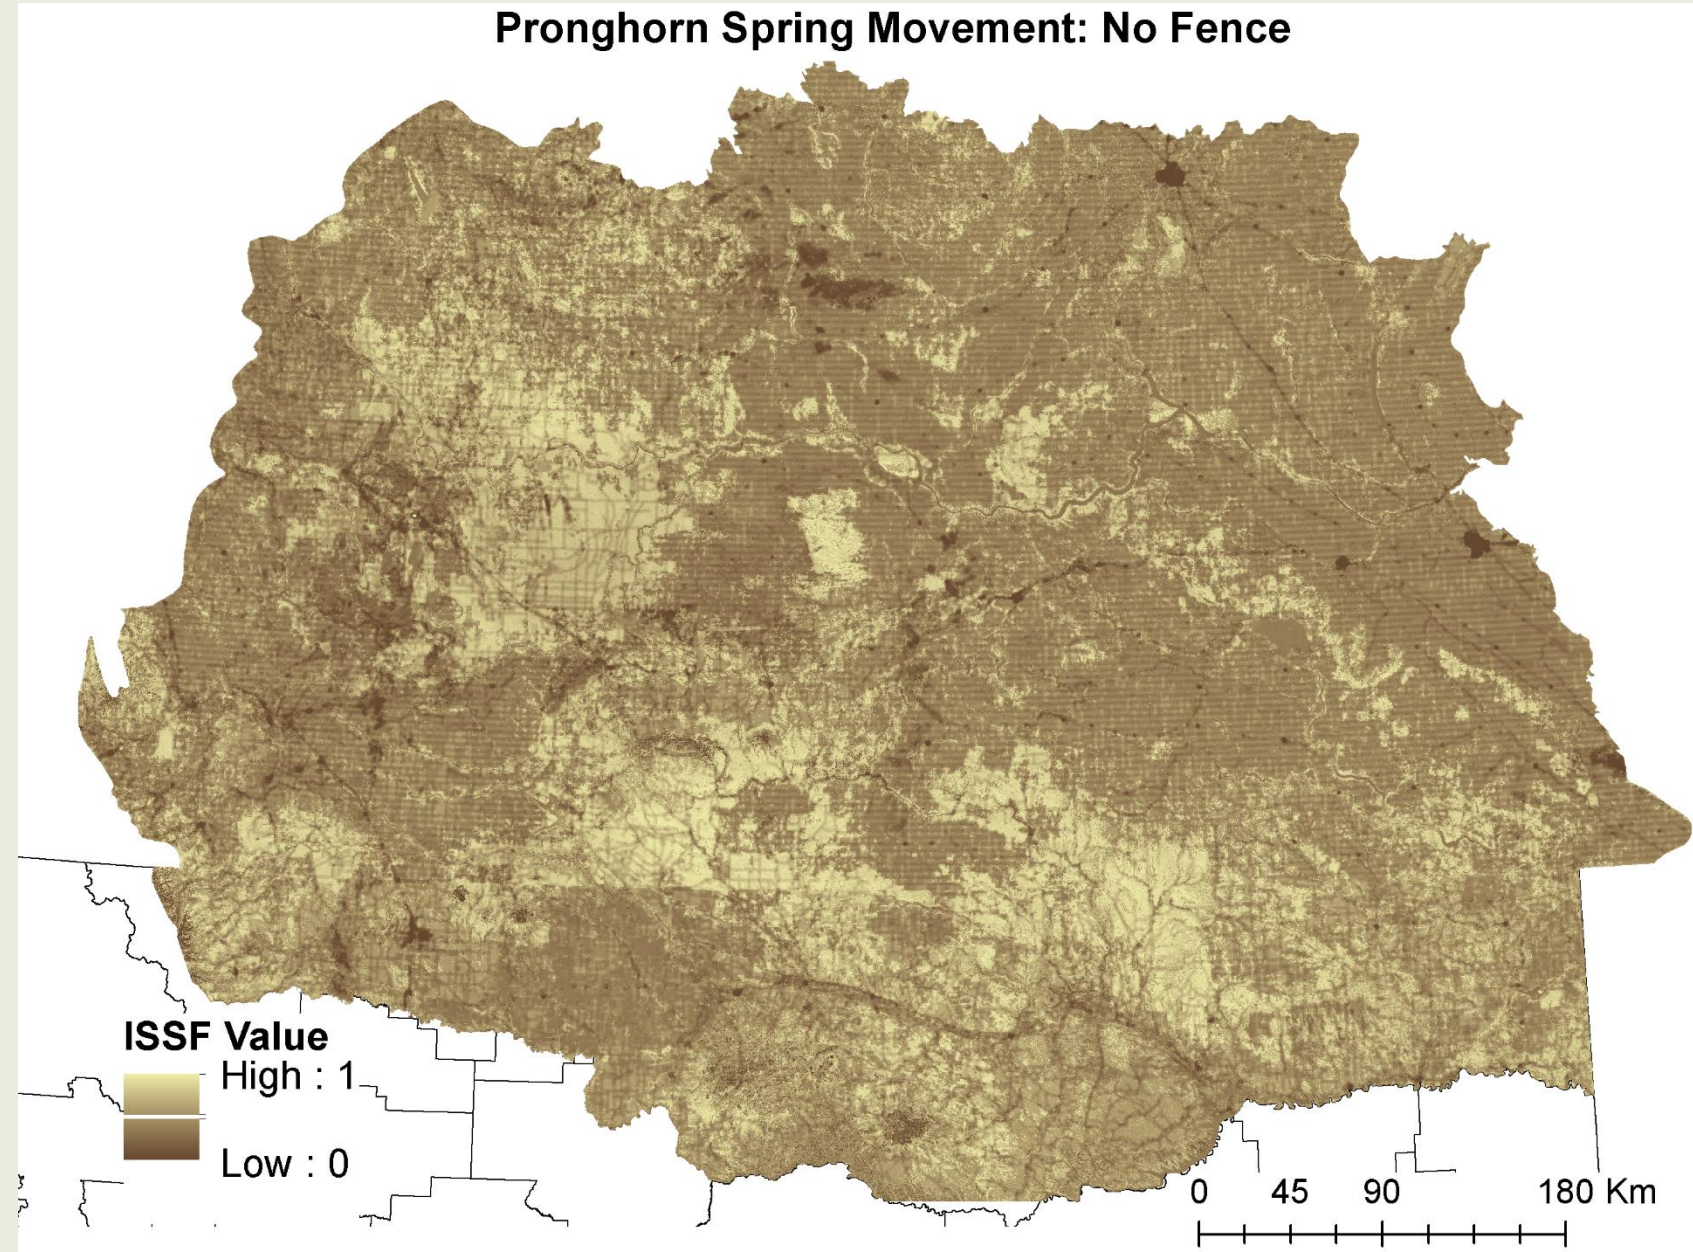 Pronghorn Spring Movement: No Fence
ISSF Value
High : 1
Low : 0
0 45 90 180 Km